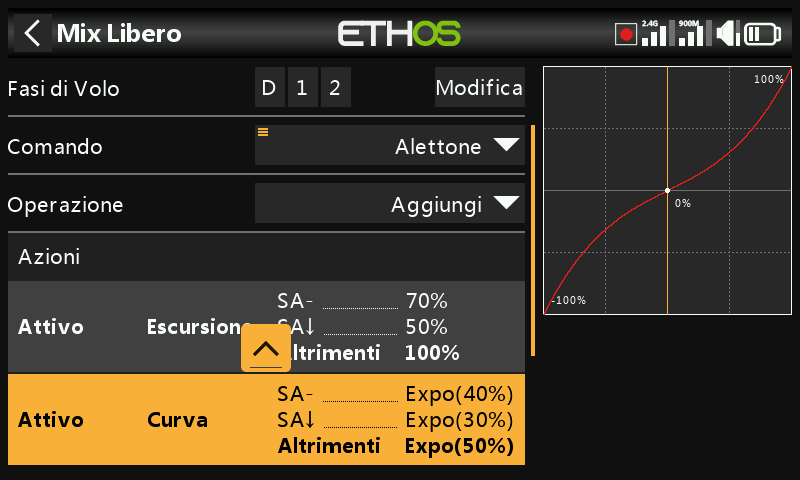 Mix Libero
ETHOS
2.4G
900M
Fasi di Volo
D 1 2
Modifica
Comando
Alettone
Operazione
Aggiungi
Azioni
Attivo
Escursione
SA- 70%
SA↓ 50%
Altrimenti 100%
Attivo
Curva
SA- Expo(40%)
SA↓ Expo(30%)
Altrimenti Expo(50%)
100%
0%
-100%